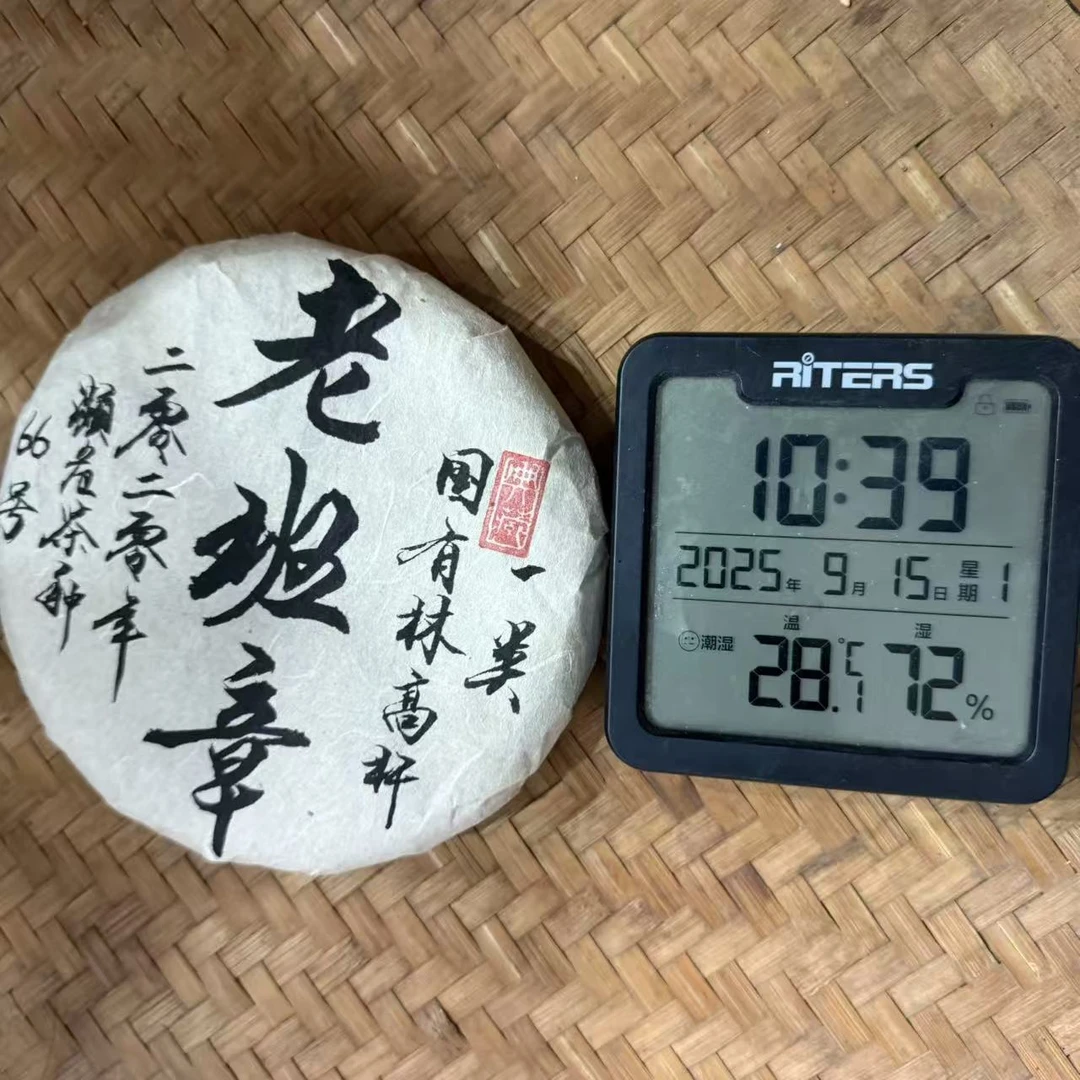 一类
国有林高杆
老班章
二零二零年
茶种
66号
RITERS
10:39
2025年 9月 15日 星期 1
温 湿
潮湿 28.1℃ 72%